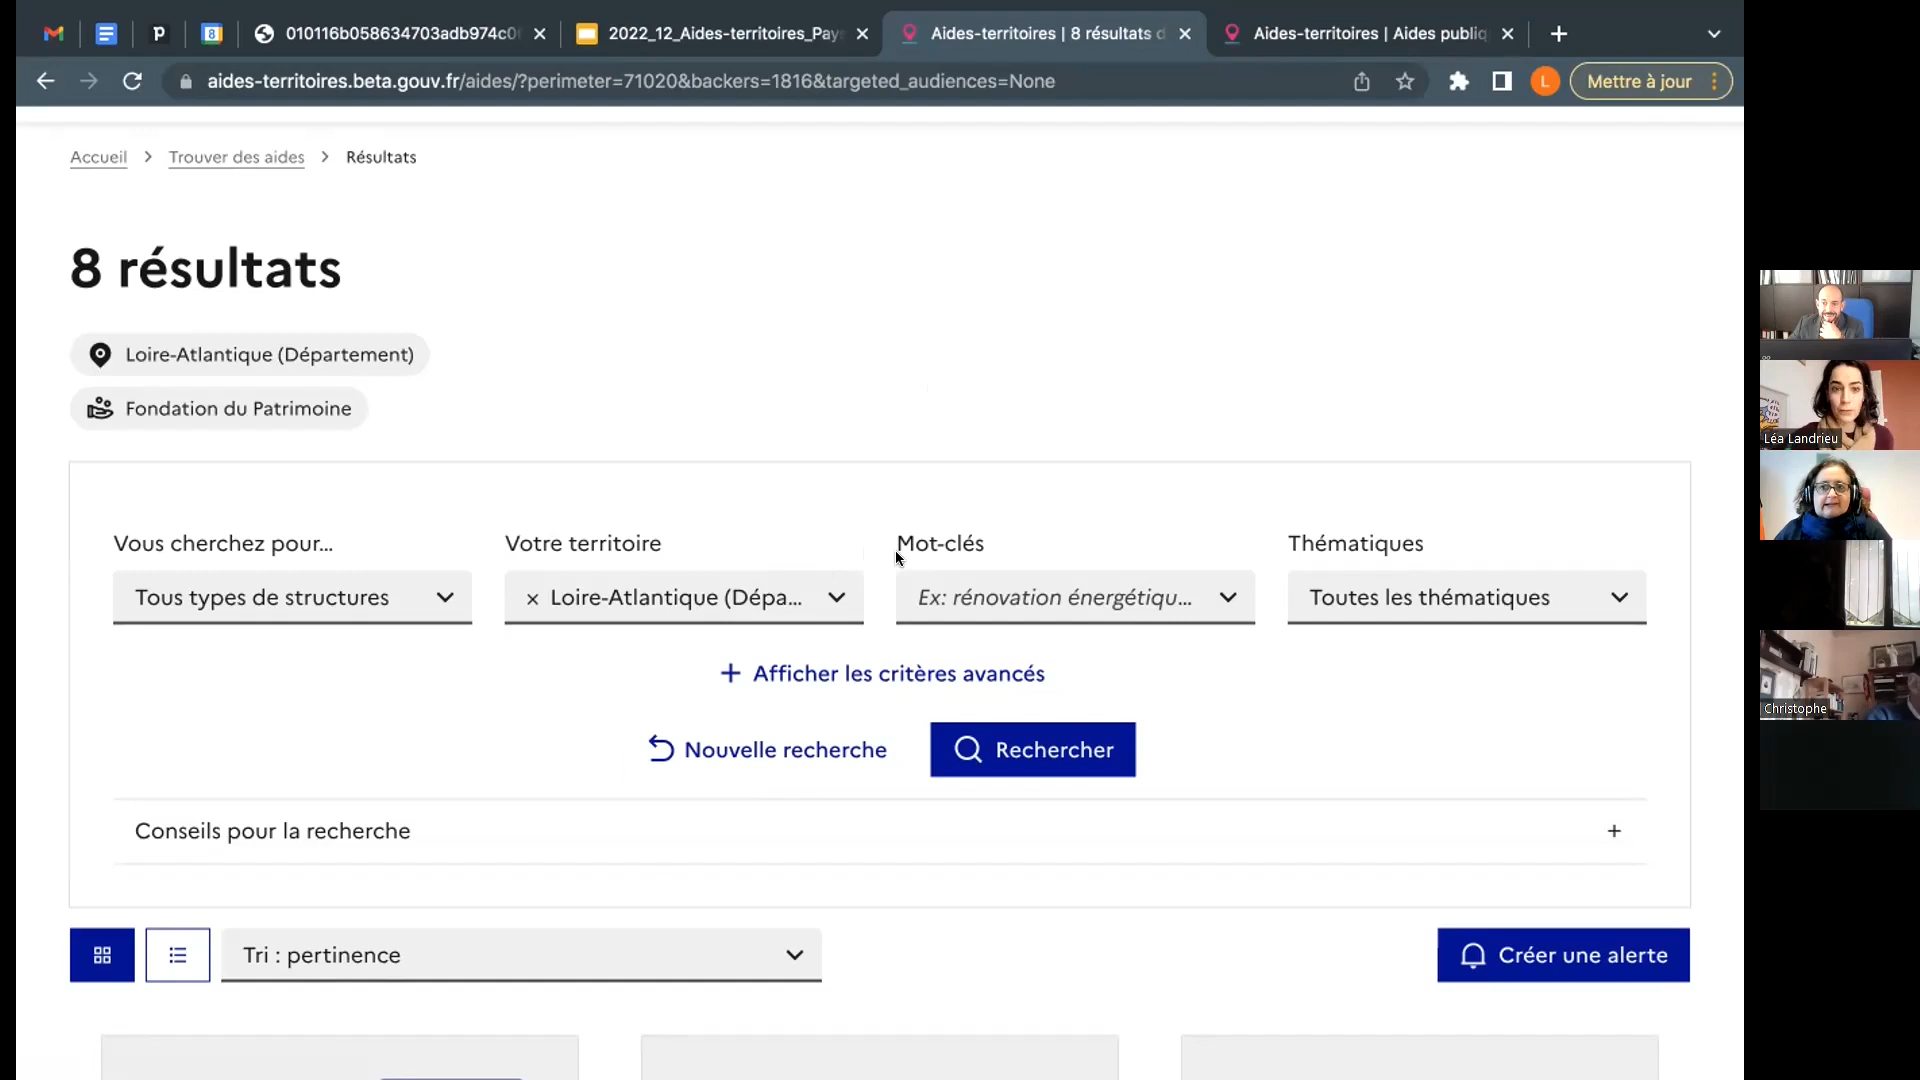 010116b058634703adb974c0
2022_12_Aides-territoires_Pay
Aides-territoires | 8 résultats d
Aides-territoires | Aides publiq
aides-territoires.beta.gouv.fr/aides/?perimeter=71020&backers=1816&targeted_audiences=None
L
Mettre à jour
Accueil > Trouver des aides > Résultats
8 résultats
Loire-Atlantique (Département)
Fondation du Patrimoine
Vous cherchez pour...
Votre territoire
Mot-clés
Thématiques
Tous types de structures
× Loire-Atlantique (Dépa...
Ex: rénovation énergétiqu...
Toutes les thématiques
+ Afficher les critères avancés
Nouvelle recherche
Rechercher
Conseils pour la recherche
+
Tri : pertinence
Créer une alerte
Léa Landrieu
Christophe